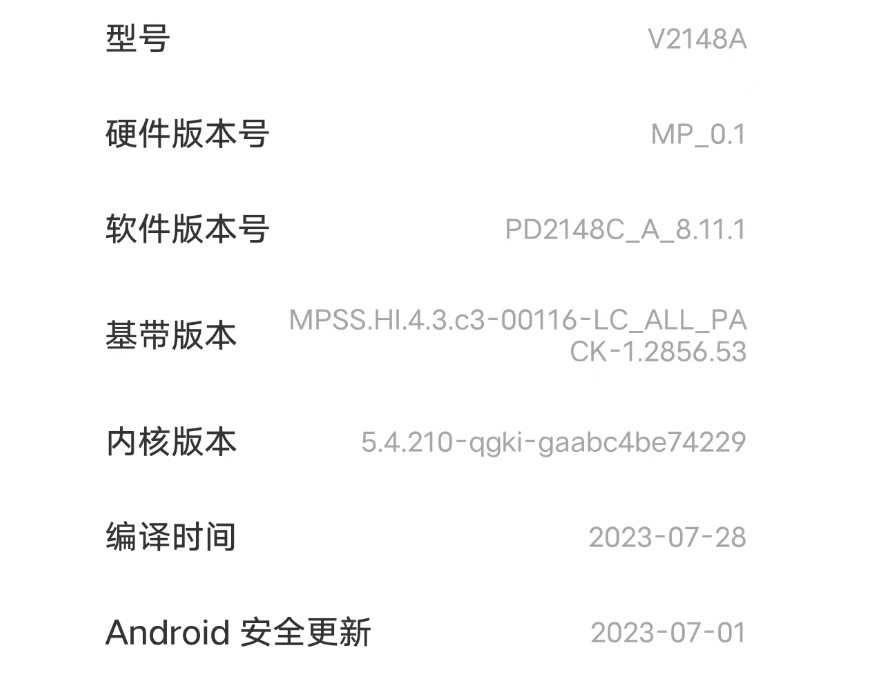 型号 V2148A
硬件版本号 MP_0.1
软件版本号 PD2148C_A_8.11.1
基带版本 MPSS.HI.4.3.c3-00116-LC_ALL_PA
CK-1.2856.53
内核版本 5.4.210-qgki-gaabc4be74229
编译时间 2023-07-28
Android 安全更新 2023-07-01